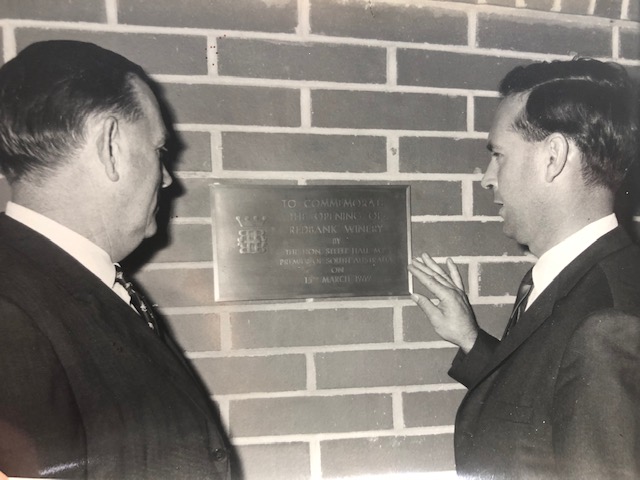 TO COMMEMORATE
THE OPENING OF
REDBANK WINERY
BY
THE HON. STEELE HALL M.P.
PREMIER OF SOUTH AUSTRALIA
ON
MARCH